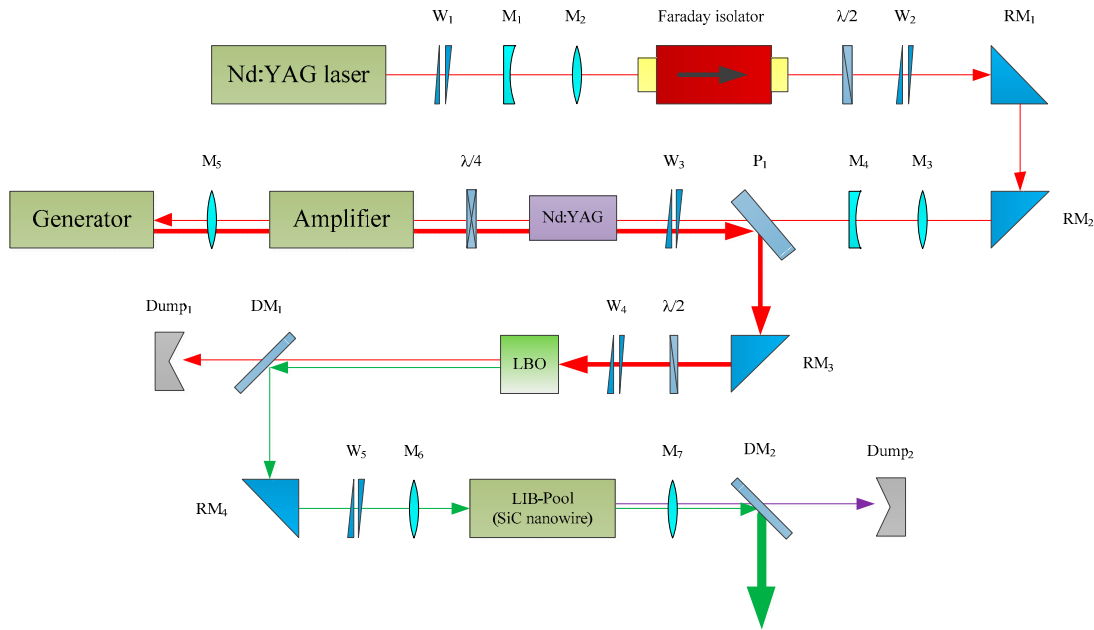 W₁ M₁ M₂ Faraday isolator λ/2 W₂ RM₁
Nd:YAG laser
M₅ λ/4 W₃ P₁ M₄ M₃
Generator Amplifier Nd:YAG RM₂
Dump₁ DM₁ W₄ λ/2
LBO RM₃
W₅ M₆ M₇ DM₂ Dump₂
RM₄ LIB-Pool
(SiC nanowire)